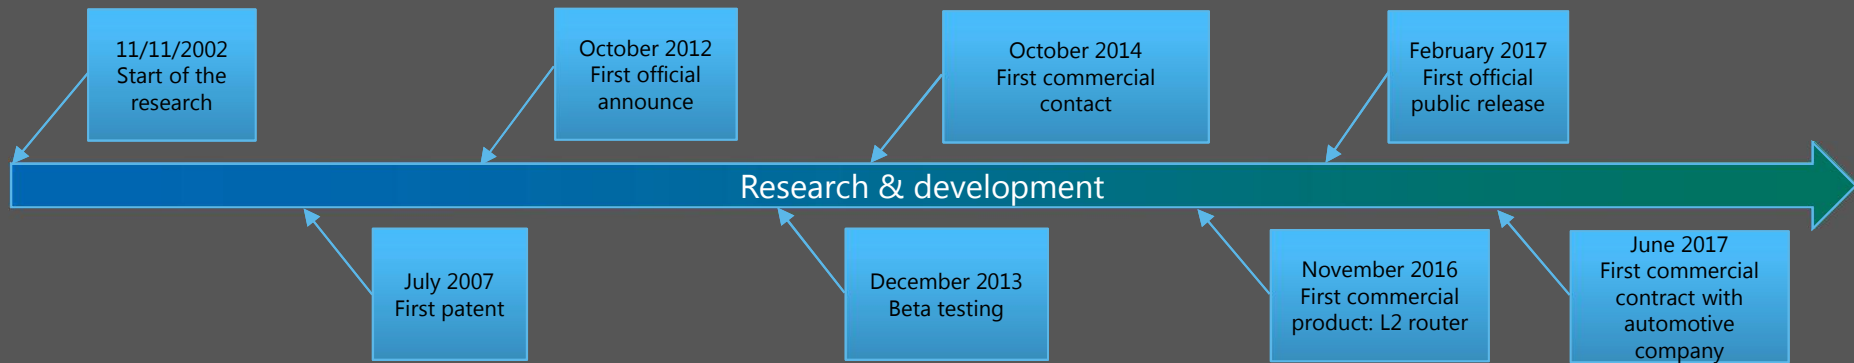 11/11/2002
Start of the
research
October 2012
First official
announce
October 2014
First commercial
contact
February 2017
First official
public release
Research & development
July 2007
First patent
December 2013
Beta testing
November 2016
First commercial
product: L2 router
June 2017
First commercial
contract with
automotive
company